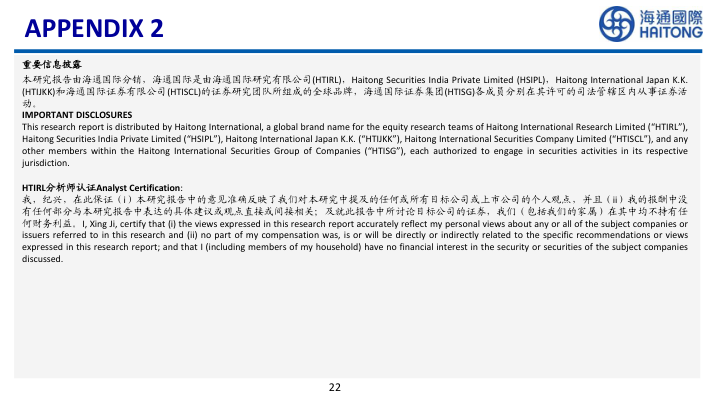 APPENDIX 2
海通國際
HAITONG
重要信息披露
本研究报告由海通国际分销，海通国际是由海通国际研究有限公司(HTIRL)，Haitong Securities India Private Limited (HSIPL)，Haitong International Japan K.K.
(HTIJKK)和海通国际证券有限公司(HTISCL)的证券研究团队所组成的全球品牌，海通国际证券集团(HTISG)各成员分别在其许可的司法管辖区内从事证券活
动。
IMPORTANT DISCLOSURES
This research report is distributed by Haitong International, a global brand name for the equity research teams of Haitong International Research Limited (“HTIRL”),
Haitong Securities India Private Limited (“HSIPL”), Haitong International Japan K.K. (“HTIJKK”), Haitong International Securities Company Limited (“HTISCL”), and any
other members within the Haitong International Securities Group of Companies (“HTISG”), each authorized to engage in securities activities in its respective
jurisdiction.
HTIRL分析师认证Analyst Certification:
我，纪兴，在此保证（i）本研究报告中的意见准确反映了我们对本研究中提及的任何或所有目标公司或上市公司的个人观点，并且（ii）我的报酬中没
有任何部分与本研究报告中表达的具体建议或观点直接或间接相关；及就此报告中所讨论目标公司的证券，我们（包括我们的家属）在其中均不持有任
何财务利益。I, Xing Ji, certify that (i) the views expressed in this research report accurately reflect my personal views about any or all of the subject companies or
issuers referred to in this research and (ii) no part of my compensation was, is or will be directly or indirectly related to the specific recommendations or views
expressed in this research report; and that I (including members of my household) have no financial interest in the security or securities of the subject companies
discussed.
22